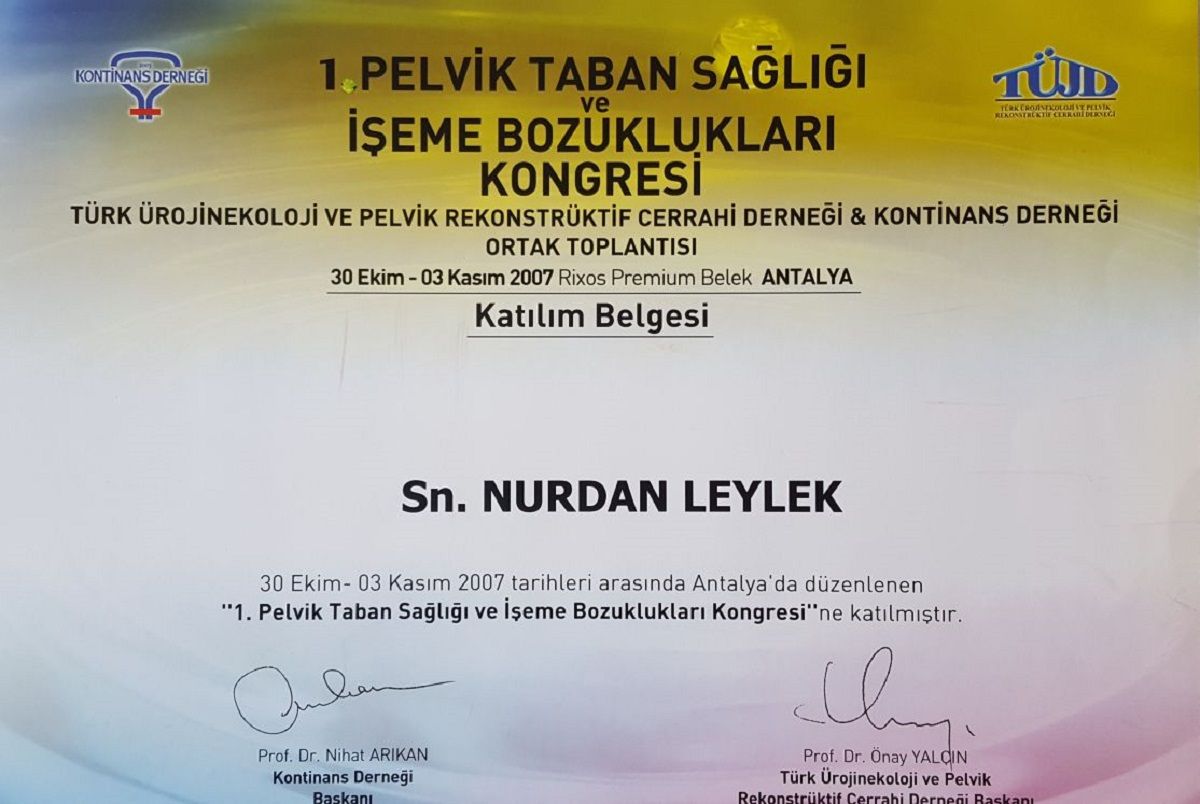 KONTİNANS DERNEĞİ
TÜJD
TÜRK ÜROJİNEKOLOJİ VE PELVİK
REKONSTRÜKTİF CERRAHİ DERNEĞİ
1. PELVİK TABAN SAĞLIĞI
ve
İŞEME BOZUKLUKLARI
KONGRESİ
TÜRK ÜROJİNEKOLOJİ VE PELVİK REKONSTRÜKTİF CERRAHİ DERNEĞİ & KONTİNANS DERNEĞİ
ORTAK TOPLANTISI
30 Ekim - 03 Kasım 2007 Rixos Premium Belek ANTALYA
Katılım Belgesi
Sn. NURDAN LEYLEK
30 Ekim- 03 Kasım 2007 tarihleri arasında Antalya'da düzenlenen
"1. Pelvik Taban Sağlığı ve İşeme Bozuklukları Kongresi"ne katılmıştır.
Prof. Dr. Nihat ARIKAN
Kontinans Derneği
Başkanı
Prof. Dr. Önay YALÇIN
Türk Ürojinekoloji ve Pelvik
Rekonstrüktif Cerrahi Derneği Başkanı